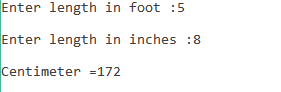 Enter length in foot :5
Enter length in inches :8
Centimeter =172